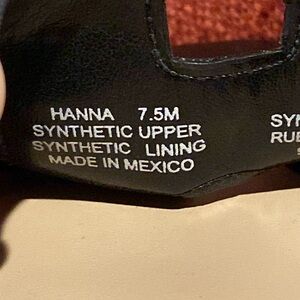 HANNA 7.5M
SYNTHETIC UPPER
SYNTHETIC LINING
MADE IN MEXICO